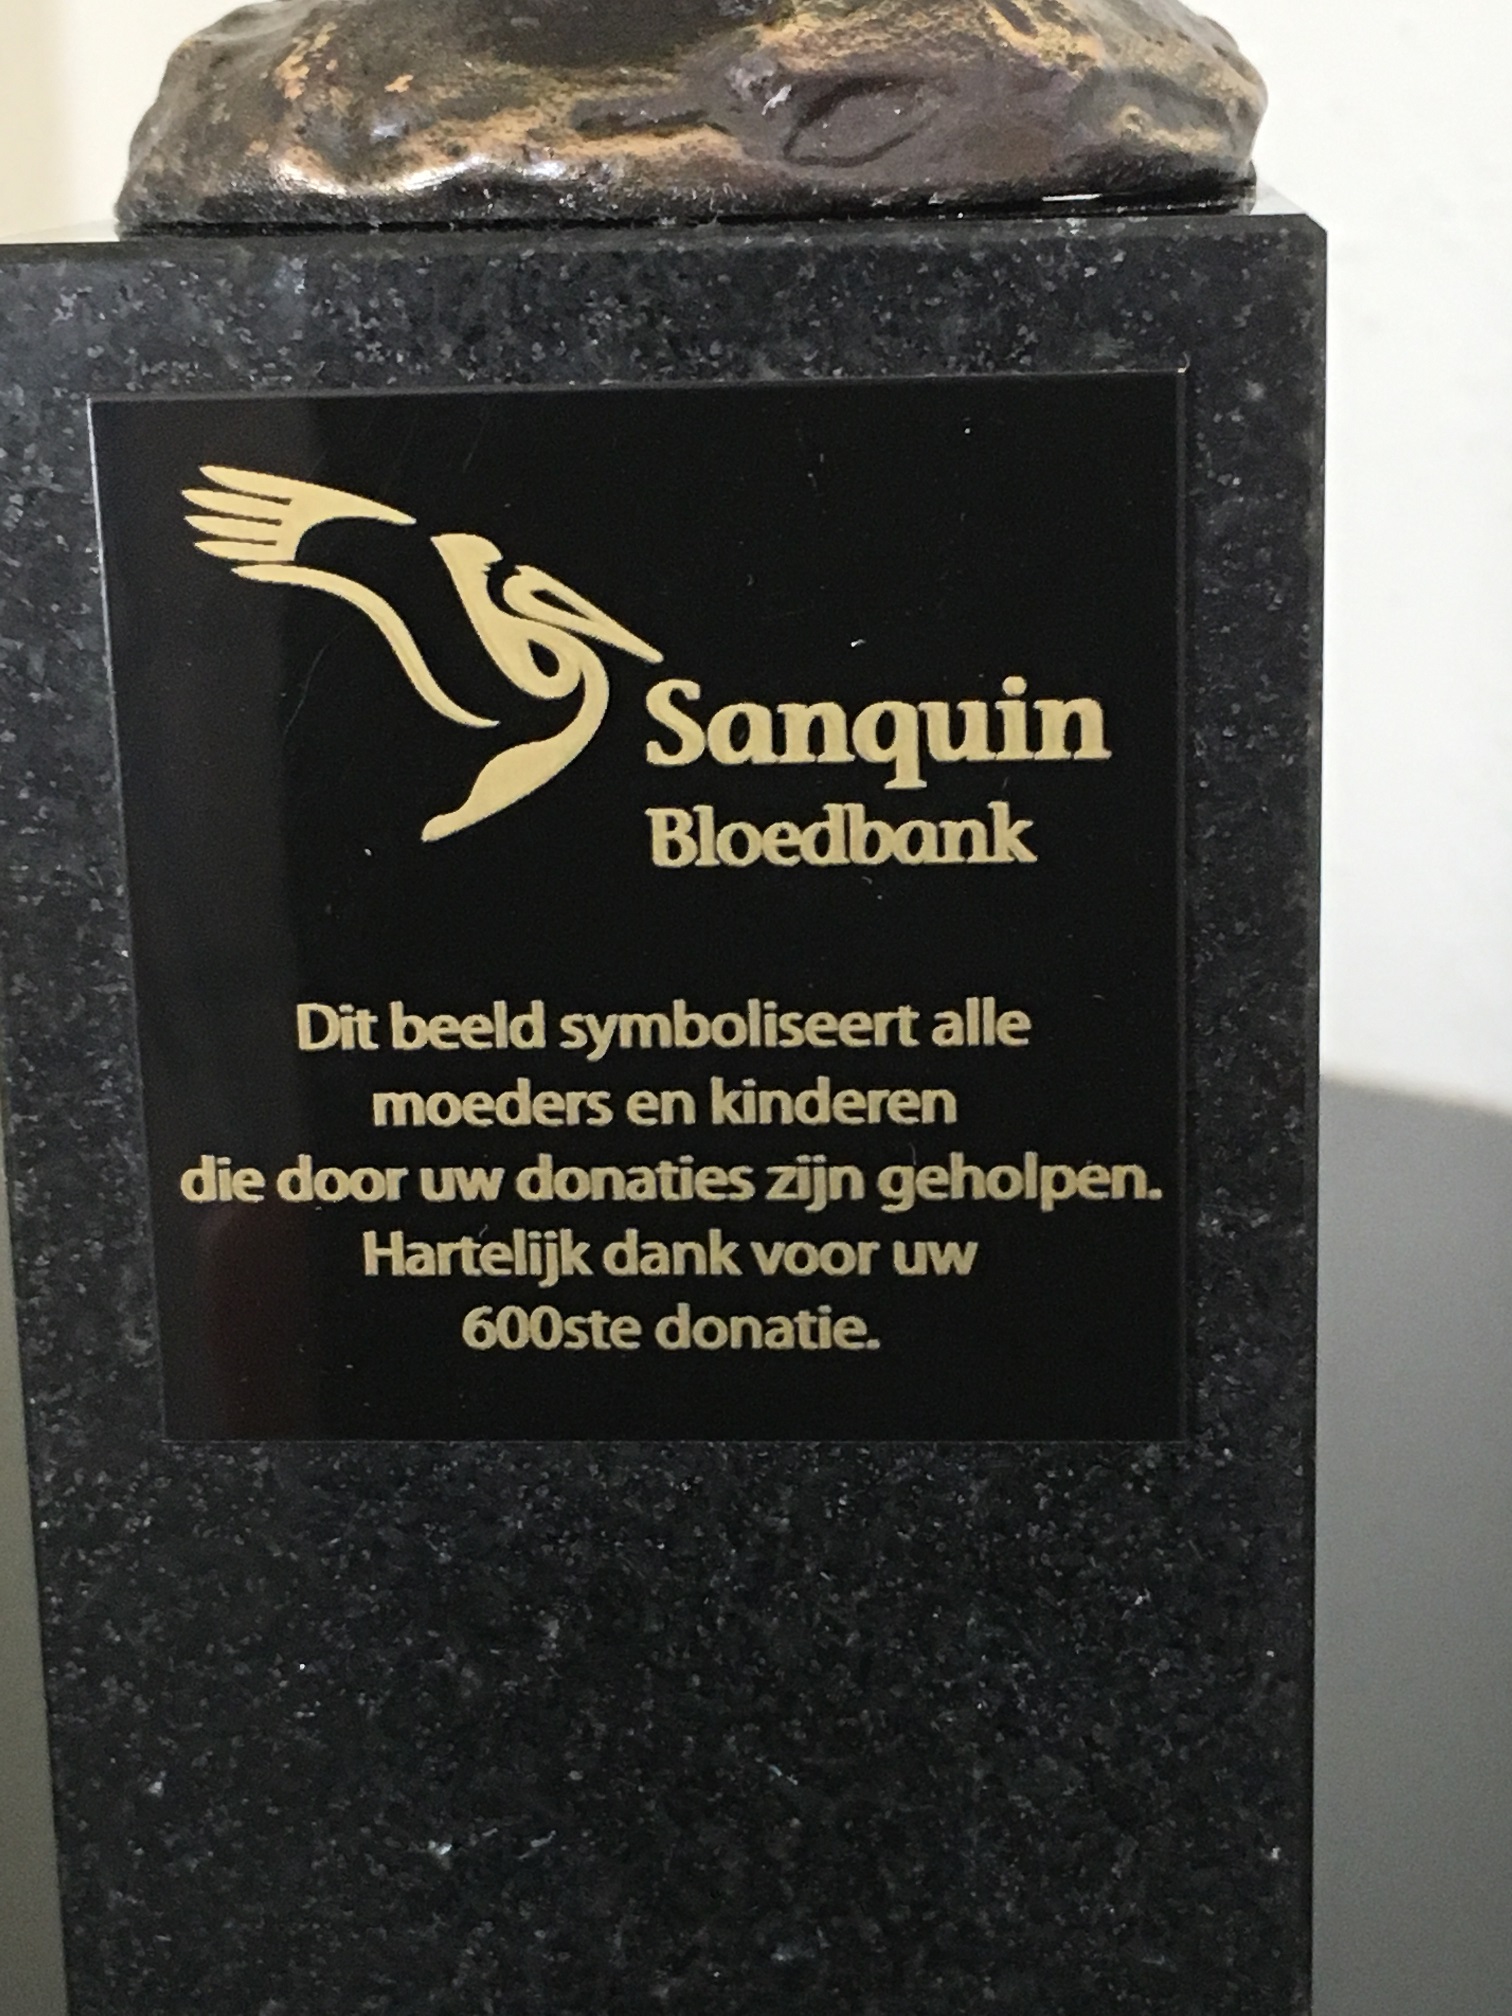 Sanquin
Bloedbank
Dit beeld symboliseert alle
moeders en kinderen
die door uw donaties zijn geholpen.
Hartelijk dank voor uw
600ste donatie.